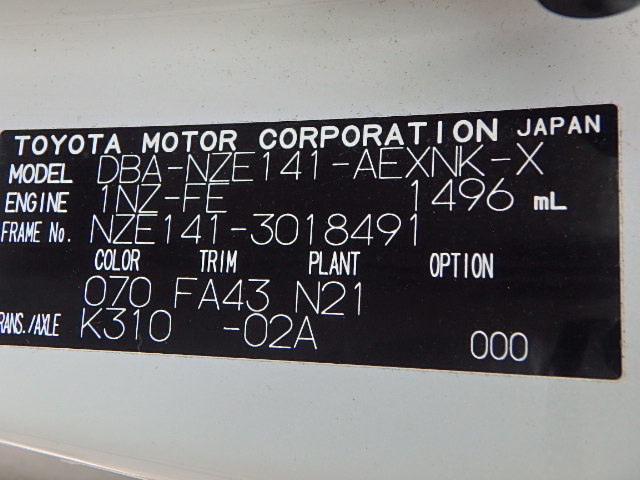 TOYOTA MOTOR CORPORATION JAPAN
MODEL DBA-NZE141-AEXNK-X
ENGINE 1NZ-FE 1496 mL
FRAME No. NZE141-3018491
COLOR TRIM PLANT OPTION
070 FA43 N21
RANS./AXLE K310 -02A 000